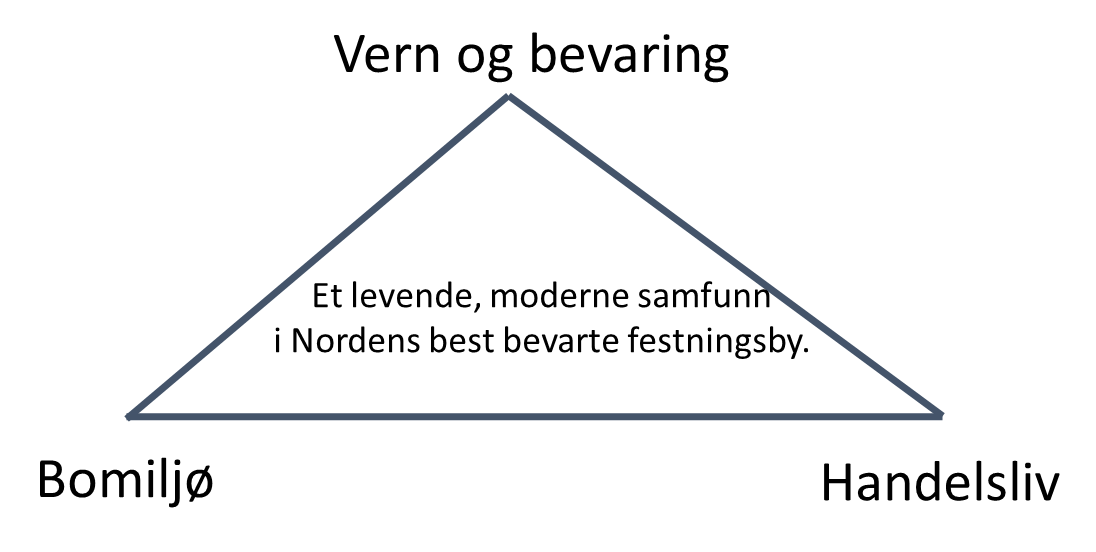 Vern og bevaring
Et levende, moderne samfunn
i Nordens best bevarte festningsby.
Bomiljø
Handelsliv